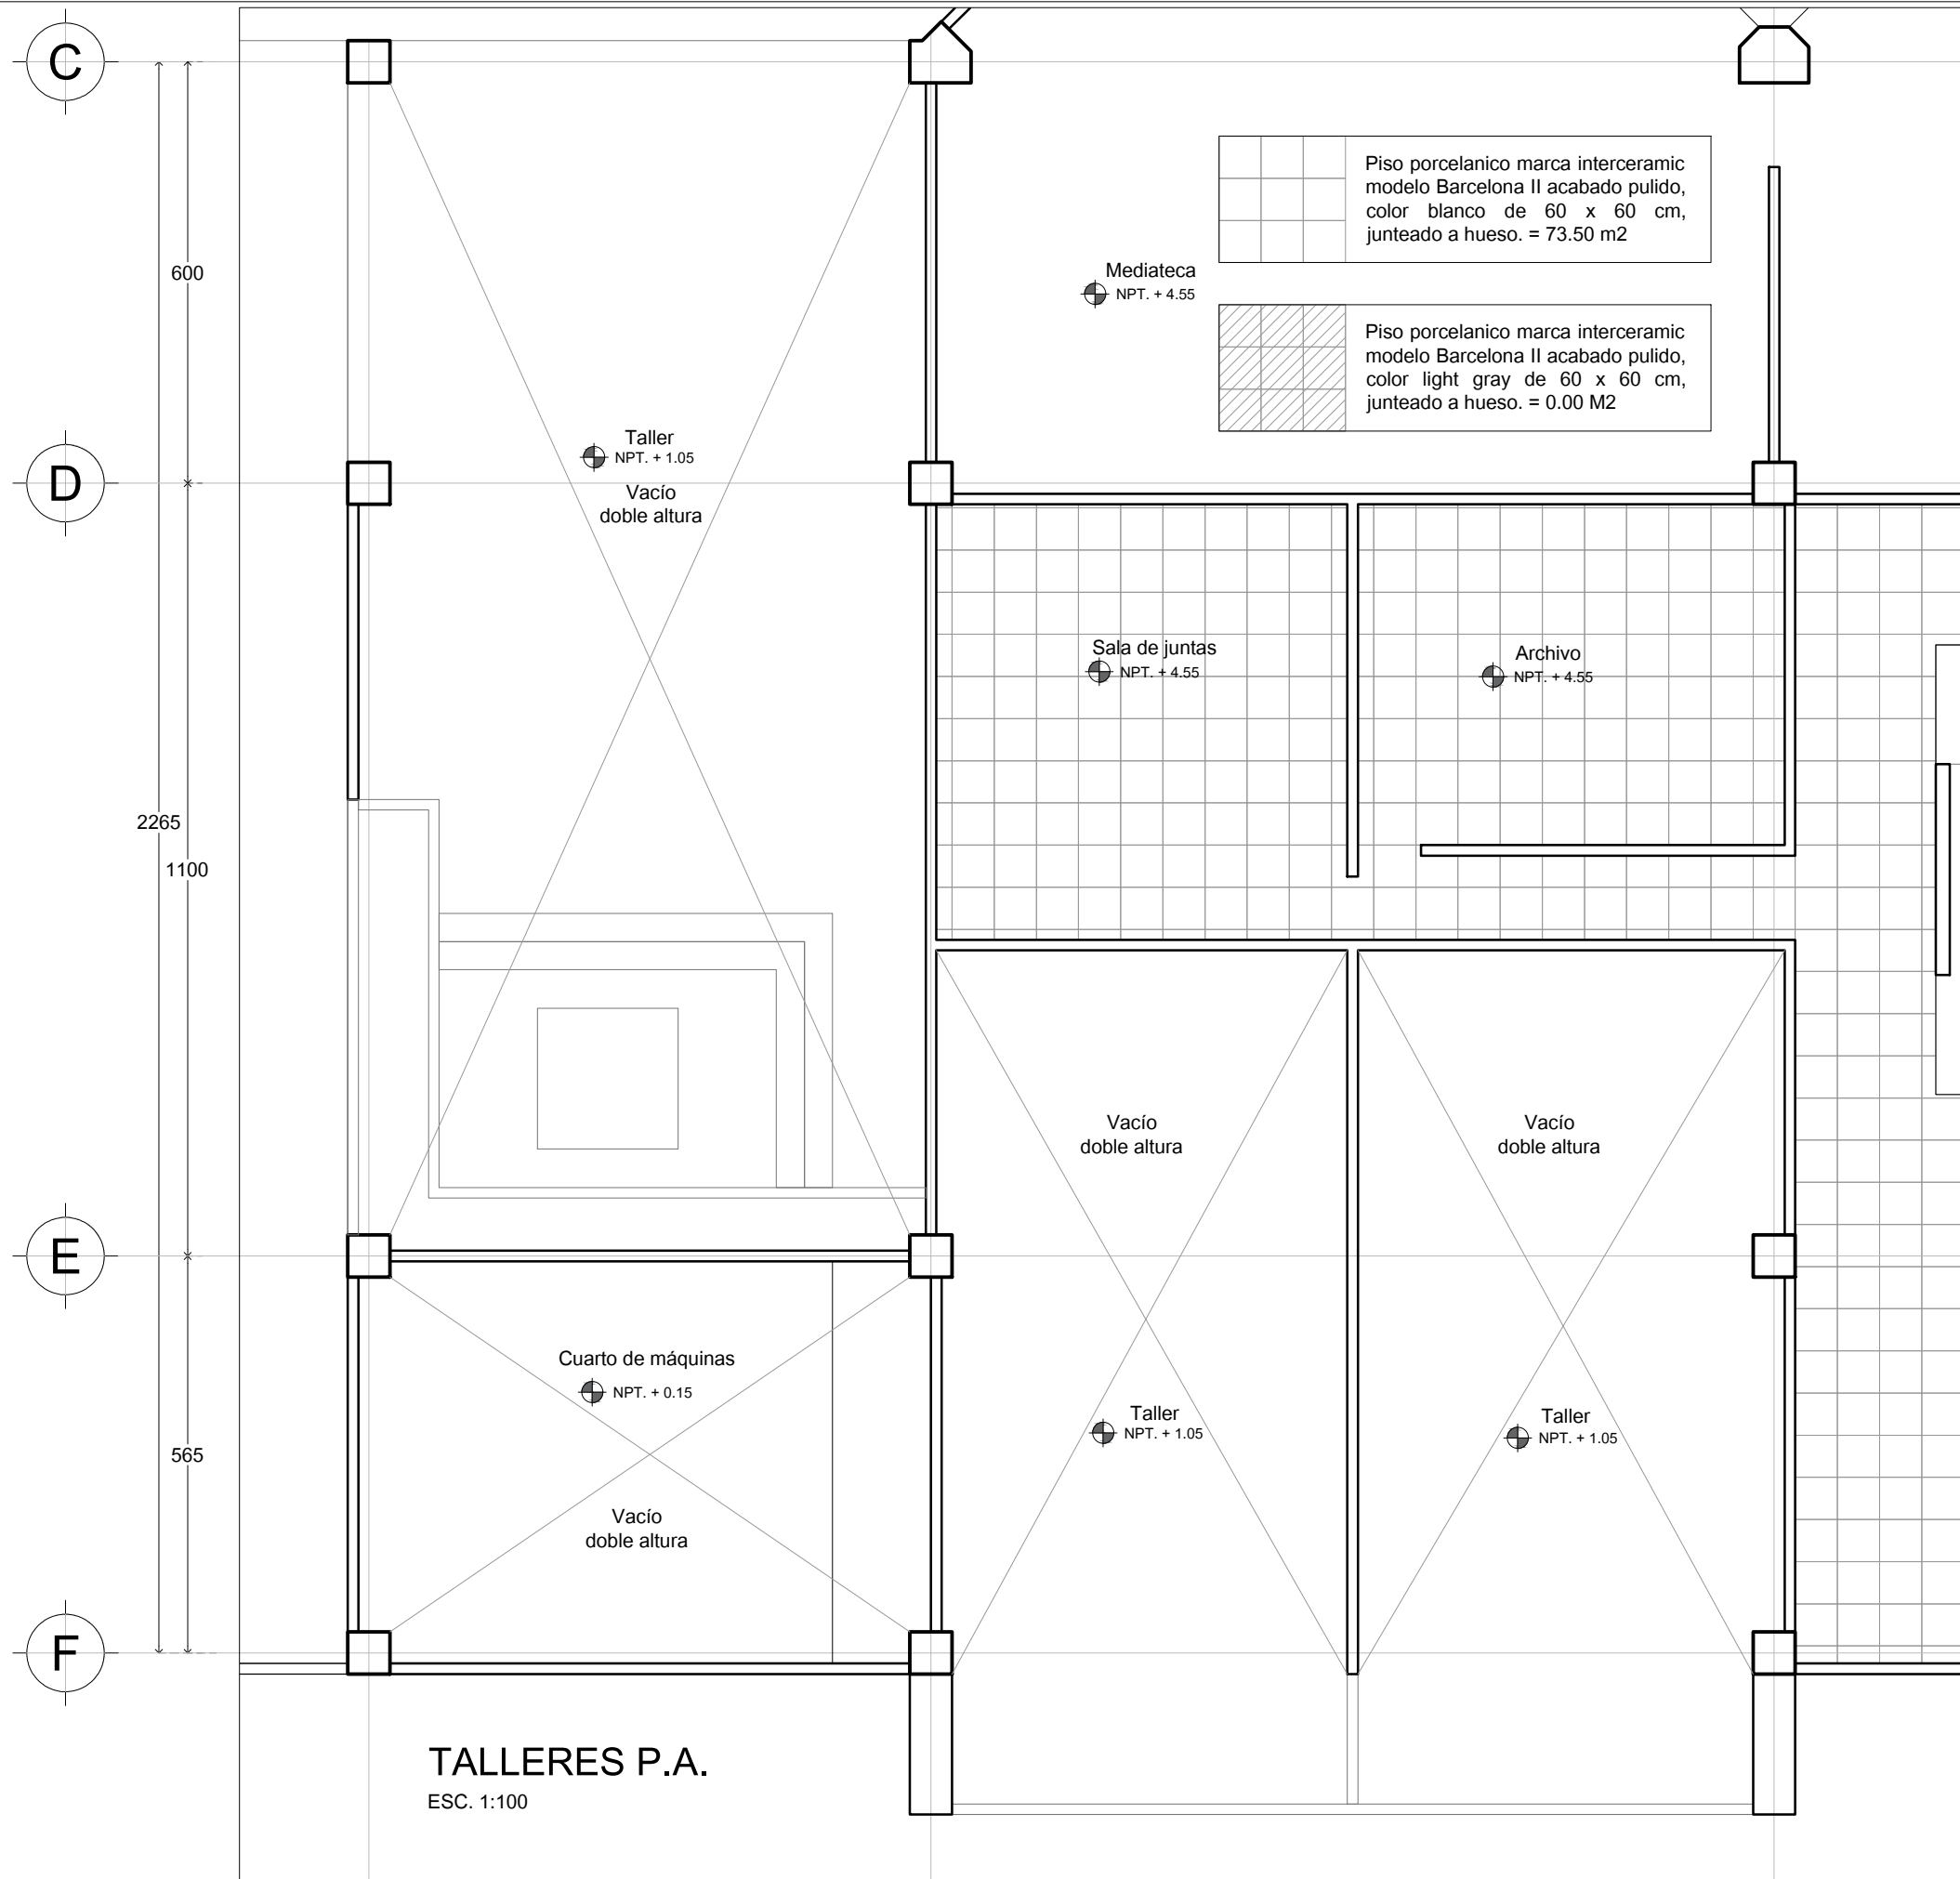 C
Piso porcelanico marca interceramic
modelo Barcelona II acabado pulido,
color blanco de 60 x 60 cm,
junteado a hueso. = 73.50 m2
600
Mediateca
NPT. + 4.55
Piso porcelanico marca interceramic
modelo Barcelona II acabado pulido,
color light gray de 60 x 60 cm,
junteado a hueso. = 0.00 M2
Taller
NPT. + 1.05
D
Vacío
doble altura
Sala de juntas
NPT. + 4.55
Archivo
NPT. + 4.55
2265
1100
Vacío
doble altura
Vacío
doble altura
E
Cuarto de máquinas
NPT. + 0.15
Taller
NPT. + 1.05
Taller
NPT. + 1.05
565
Vacío
doble altura
F
TALLERES P.A.
ESC. 1:100